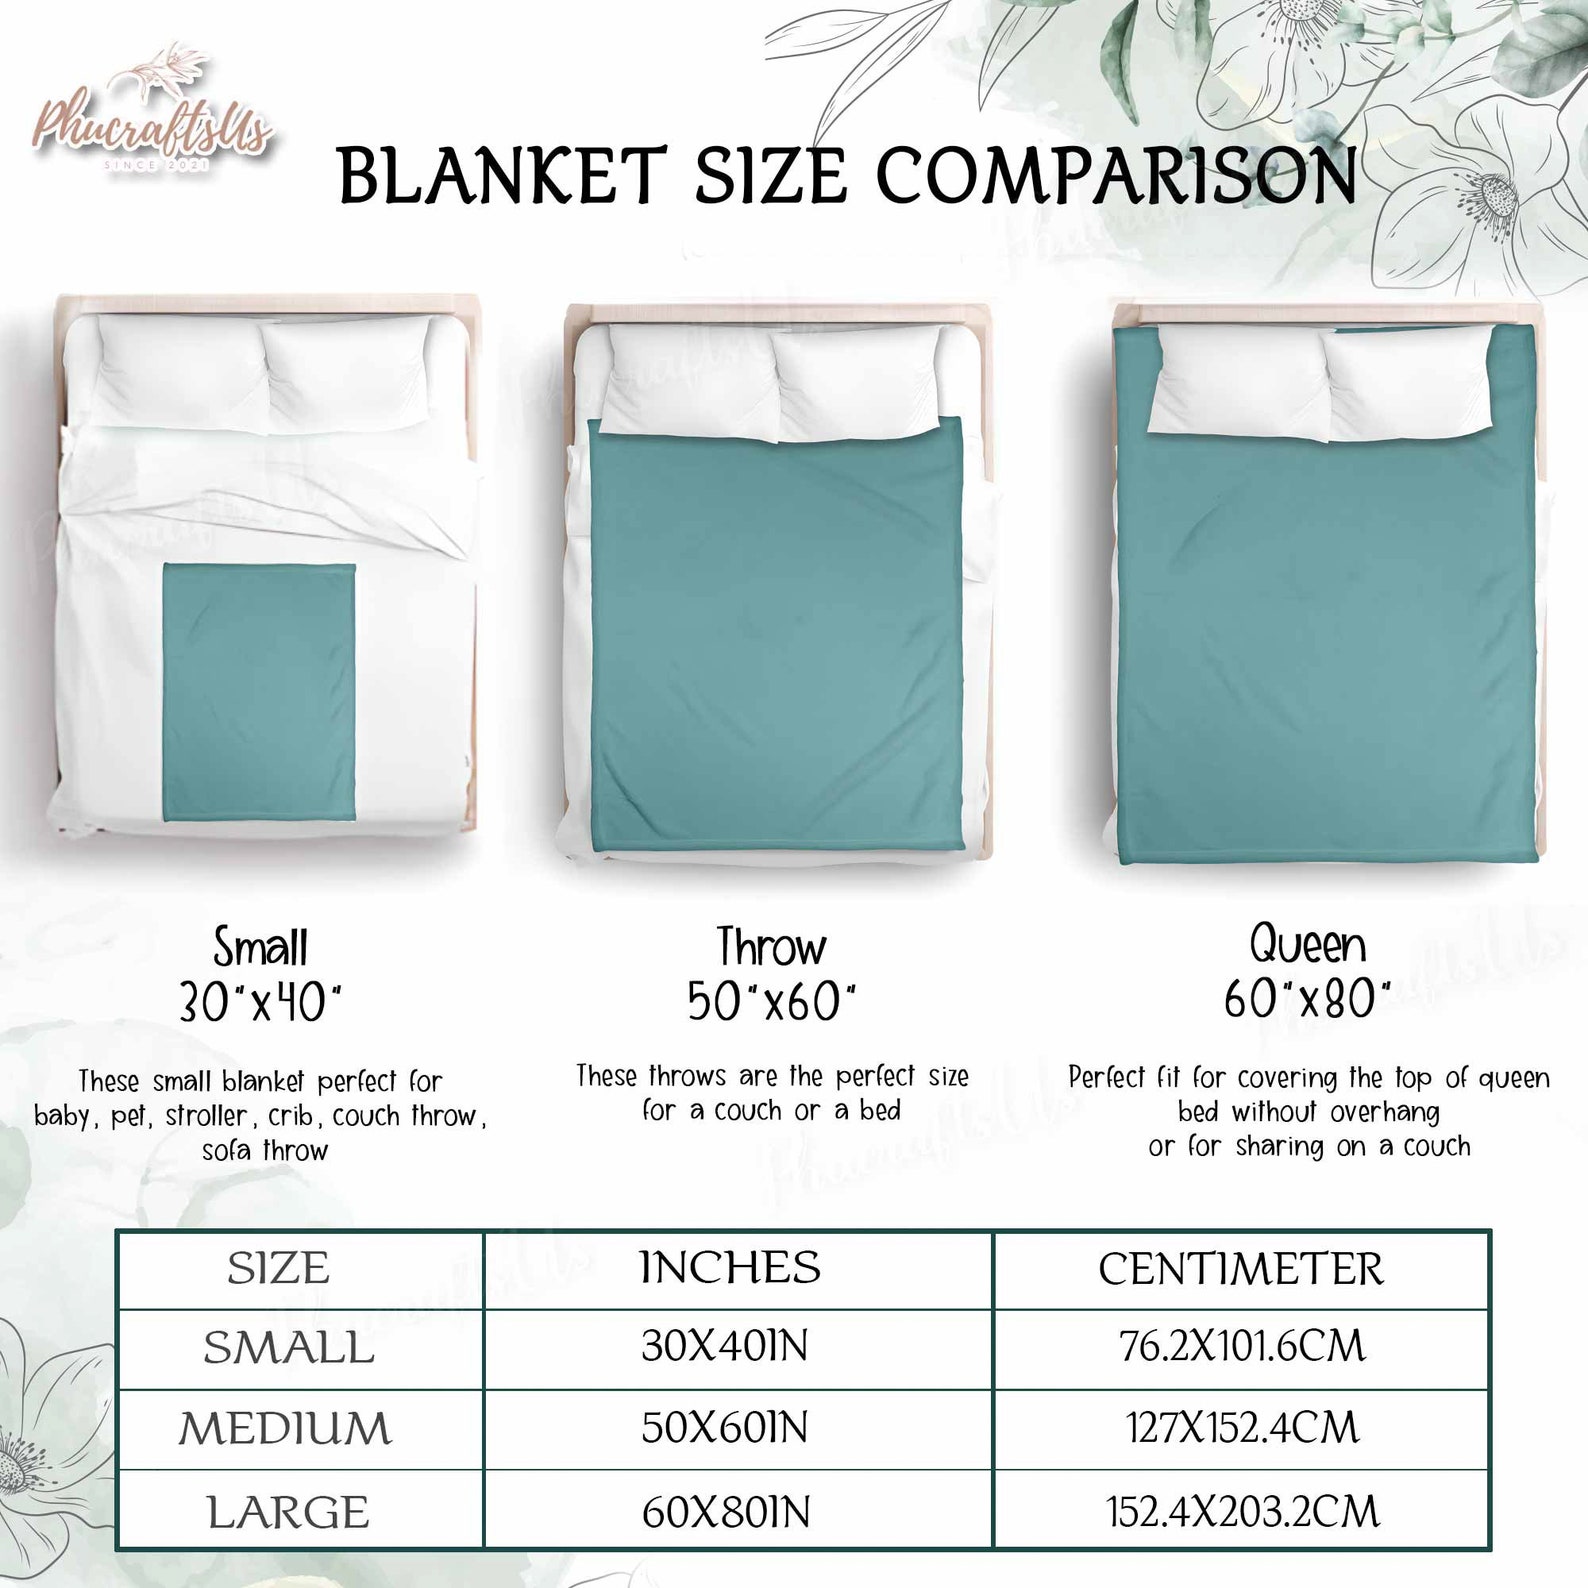 PhucraftsUs
SINCE 2021
BLANKET SIZE COMPARISON
Small
30"x40"
These small blanket perfect for
baby, pet, stroller, crib, couch throw,
sofa throw
Throw
50"x60"
These throws are the perfect size
for a couch or a bed
Queen
60"x80"
Perfect fit for covering the top of queen
bed without overhang
or for sharing on a couch
SIZE INCHES CENTIMETER
SMALL 30X40IN 76.2X101.6CM
MEDIUM 50X60IN 127X152.4CM
LARGE 60X80IN 152.4X203.2CM